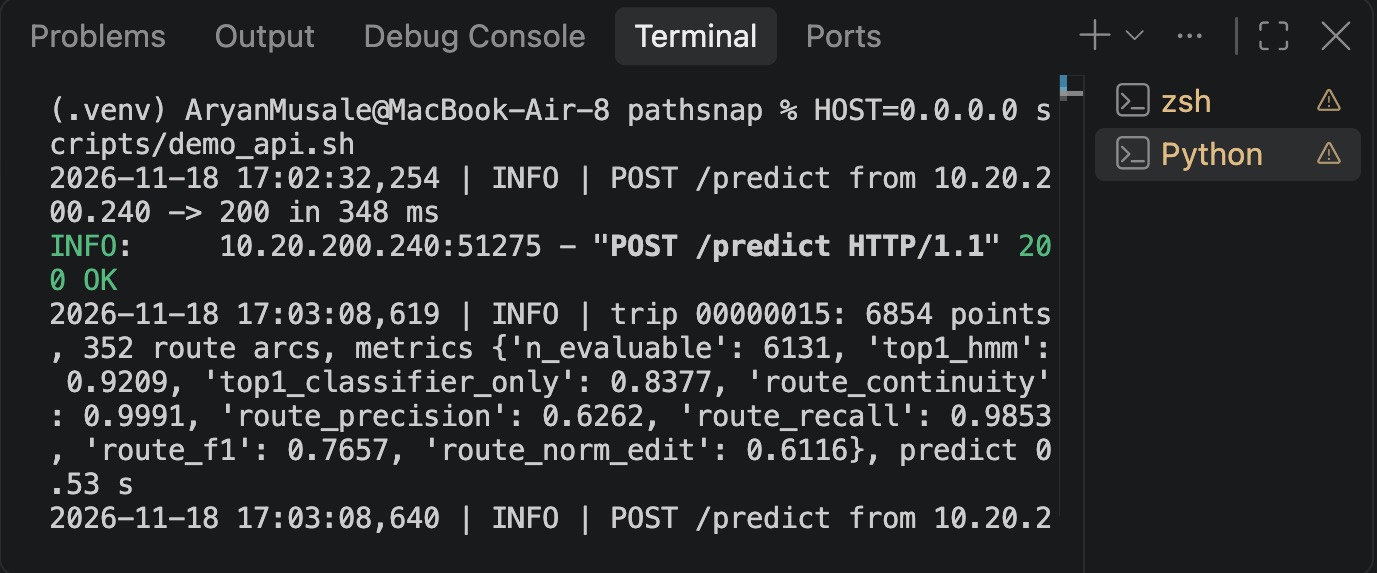 Problems Output Debug Console Terminal Ports
(.venv) AryanMusale@MacBook-Air-8 pathsnap % HOST=0.0.0.0 s
cripts/demo_api.sh
2026-11-18 17:02:32,254 | INFO | POST /predict from 10.20.2
00.240 -> 200 in 348 ms
INFO:     10.20.200.240:51275 - "POST /predict HTTP/1.1" 20
0 OK
2026-11-18 17:03:08,619 | INFO | trip 00000015: 6854 points
, 352 route arcs, metrics {'n_evaluable': 6131, 'top1_hmm':
 0.9209, 'top1_classifier_only': 0.8377, 'route_continuity'
: 0.9991, 'route_precision': 0.6262, 'route_recall': 0.9853
, 'route_f1': 0.7657, 'route_norm_edit': 0.6116}, predict 0
.53 s
2026-11-18 17:03:08,640 | INFO | POST /predict from 10.20.2
zsh
Python